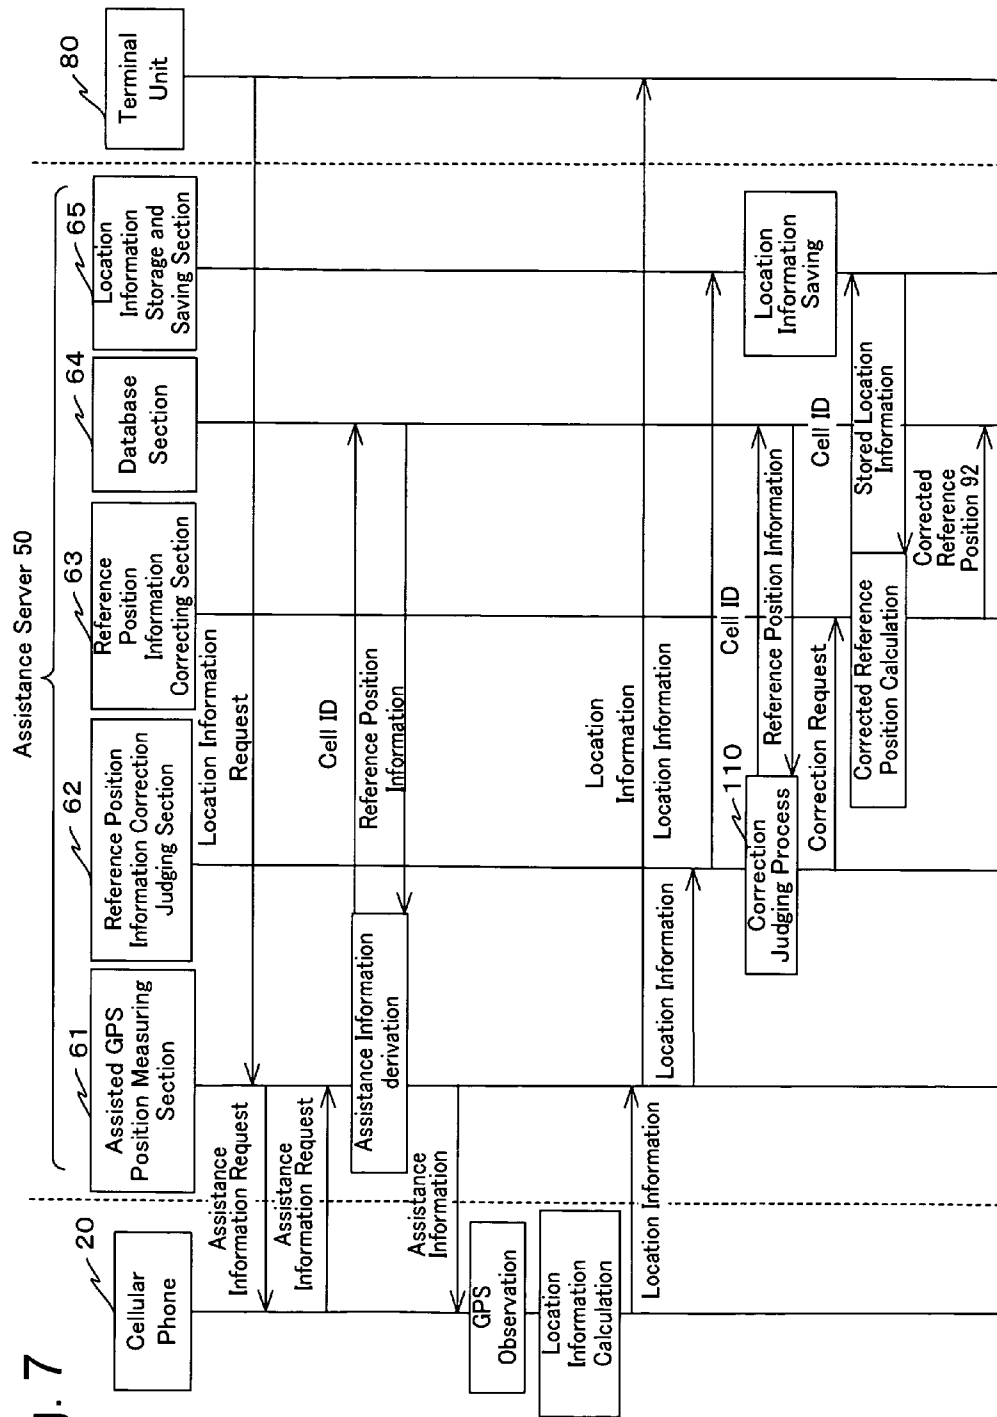 g. 7
Assistance Server 50
20
61
62
63
64
65
80
Cellular
Phone
Assisted GPS
Position Measuring
Section
Reference Position
Information Correction
Judging Section
Reference
Position
Information
Correcting Section
Database
Section
Location
Information
Storage and
Saving Section
Terminal
Unit
Location Information
Request
Assistance
Information Request
Assistance
Information Request
Cell ID
Assistance Information
derivation
Reference Position
Information
Assistance
Information
GPS
Observation
Location
Information
Calculation
Location Information
Location
Information
Location Information
Location Information
110
Correction
Judging Process
Cell ID
Reference Position Information
Location
Information
Saving
Correction Request
Cell ID
Corrected Reference
Position Calculation
Stored Location
Information
Corrected
Reference
Position 92